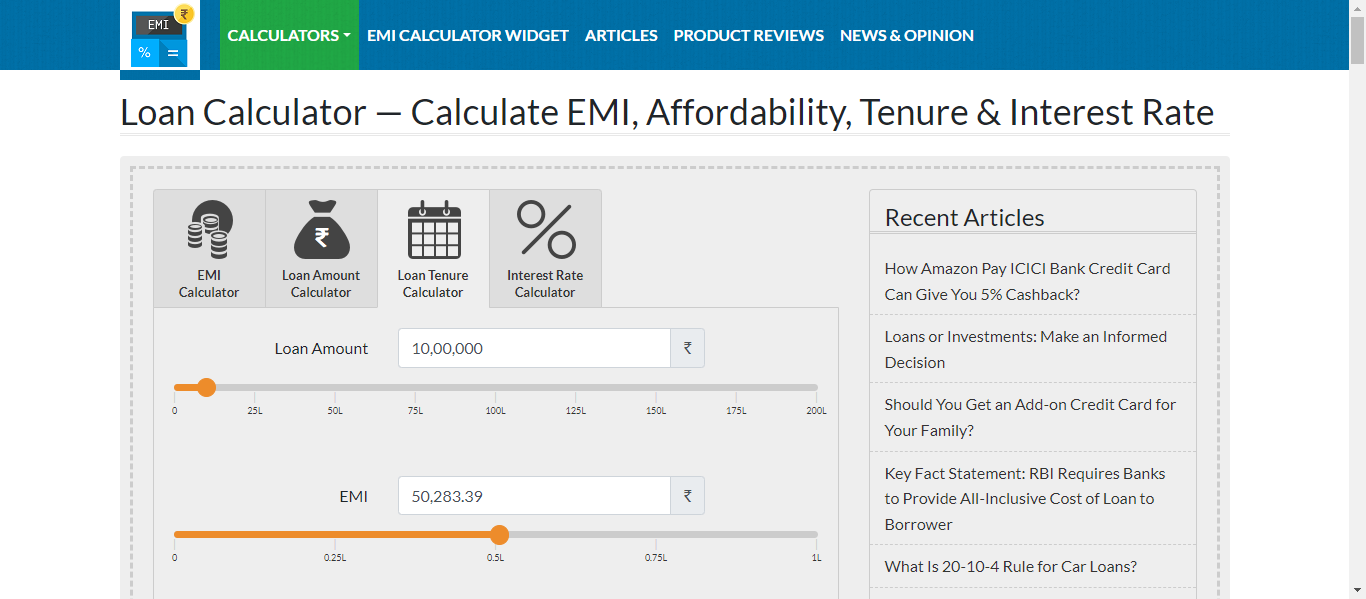 EMI
₹
%
=
CALCULATORS
EMI CALCULATOR WIDGET
ARTICLES
PRODUCT REVIEWS
NEWS & OPINION
Loan Calculator — Calculate EMI, Affordability, Tenure & Interest Rate
EMI
Calculator
₹
Loan Amount
Calculator
Loan Tenure
Calculator
Interest Rate
Calculator
Loan Amount
10,00,000
₹
0
25L
50L
75L
100L
125L
150L
175L
200L
EMI
50,283.39
₹
0
0.25L
0.5L
0.75L
1L
Recent Articles
How Amazon Pay ICICI Bank Credit Card
Can Give You 5% Cashback?
Loans or Investments: Make an Informed
Decision
Should You Get an Add-on Credit Card for
Your Family?
Key Fact Statement: RBI Requires Banks
to Provide All-Inclusive Cost of Loan to
Borrower
What Is 20-10-4 Rule for Car Loans?